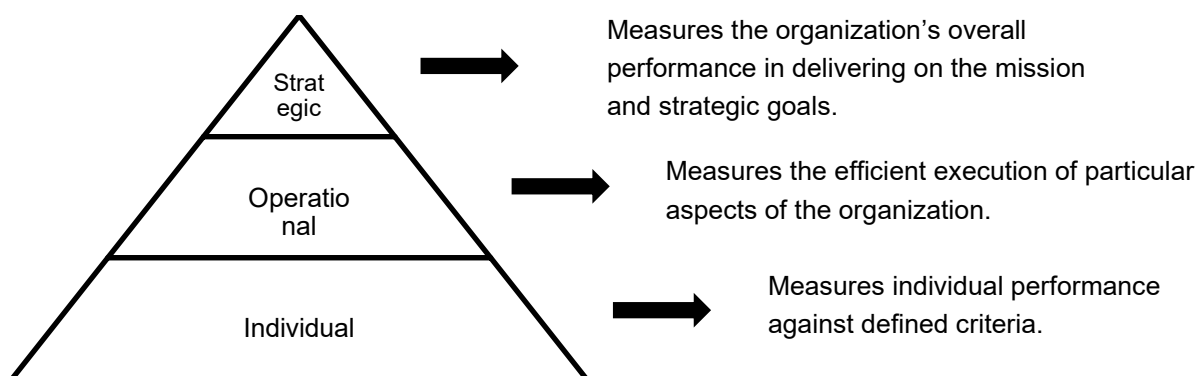 Strat
egic
Measures the organization’s overall
performance in delivering on the mission
and strategic goals.
Operatio
nal
Measures the efficient execution of particular
aspects of the organization.
Individual
Measures individual performance
against defined criteria.